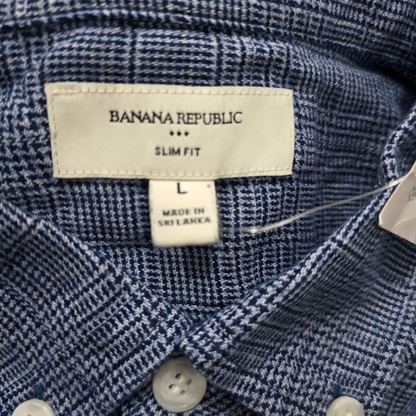 BANANA REPUBLIC
SLIM FIT
L
MADE IN
SRI LANKA